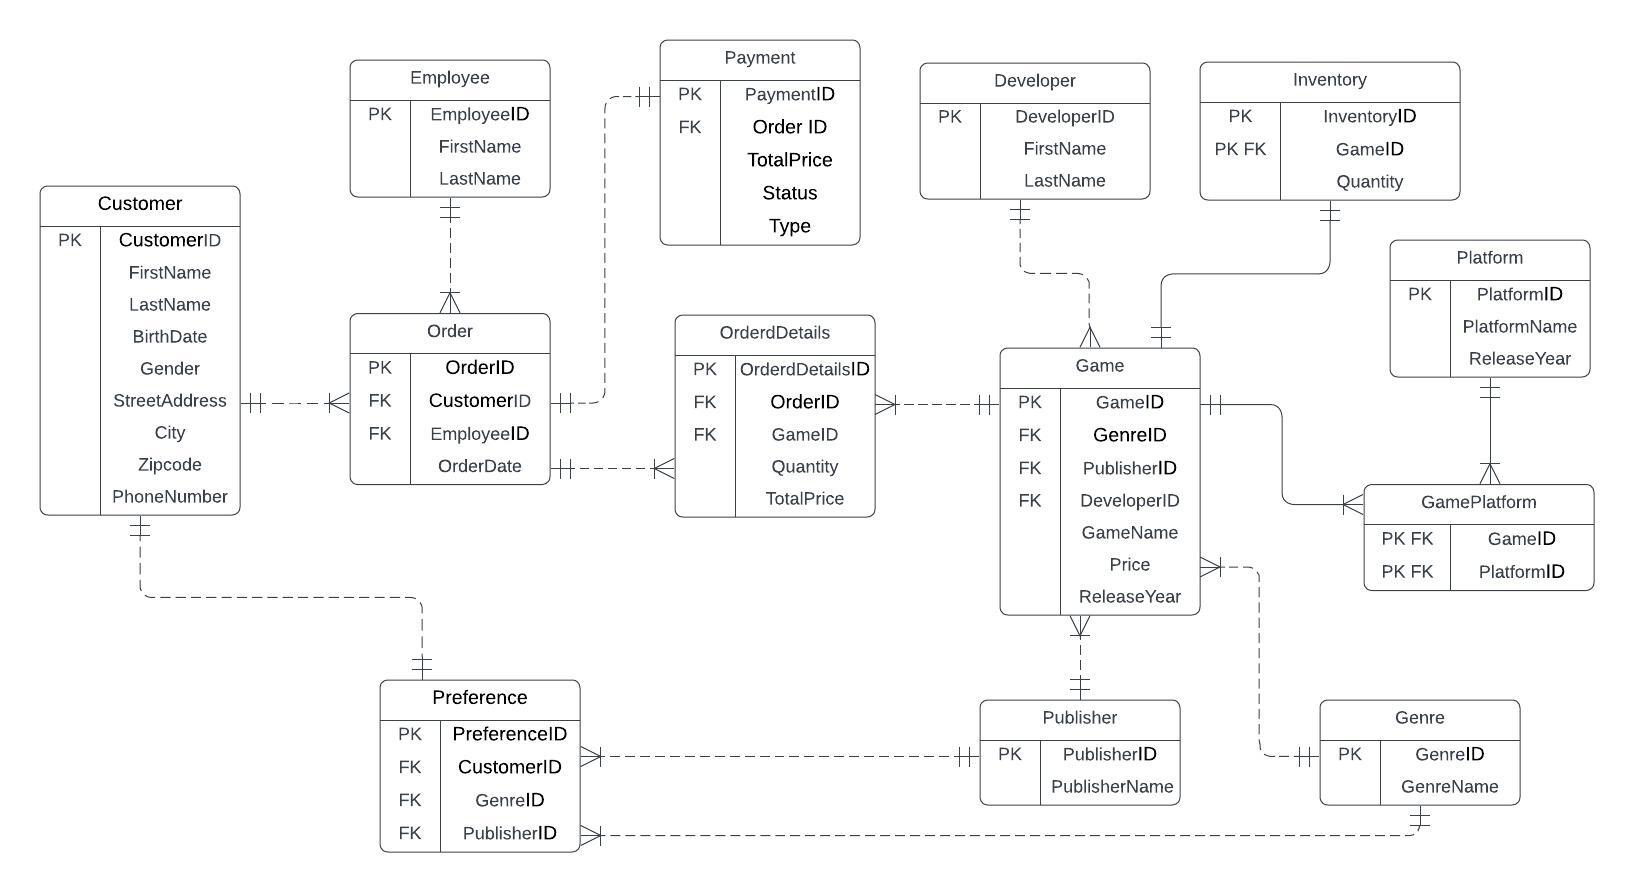 Employee
PK EmployeeID
FirstName
LastName
Payment
PK PaymentID
FK Order ID
TotalPrice
Status
Type
Developer
PK DeveloperID
FirstName
LastName
Inventory
PK InventoryID
PK FK GameID
Quantity
Customer
PK CustomerID
FirstName
LastName
BirthDate
Gender
StreetAddress
City
Zipcode
PhoneNumber
Order
PK OrderID
FK CustomerID
FK EmployeeID
OrderDate
OrderdDetails
PK OrderdDetailsID
FK OrderID
FK GameID
Quantity
TotalPrice
Game
PK GameID
FK GenreID
FK PublisherID
FK DeveloperID
GameName
Price
ReleaseYear
Platform
PK PlatformID
PlatformName
ReleaseYear
GamePlatform
PK FK GameID
PK FK PlatformID
Preference
PK PreferenceID
FK CustomerID
FK GenreID
FK PublisherID
Publisher
PK PublisherID
PublisherName
Genre
PK GenreID
GenreName